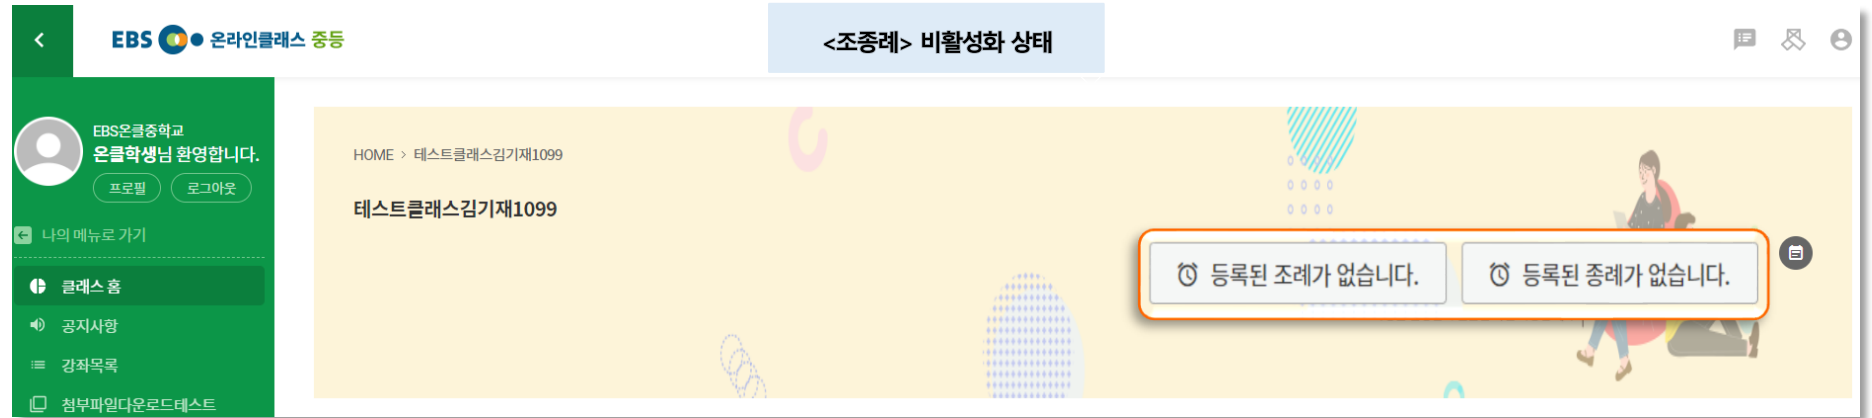 EBS 온라인클래스 중등
<조종례> 비활성화 상태
EBS온클중학교
온클학생님 환영합니다.
프로필 로그아웃
나의 메뉴로 가기
클래스 홈
공지사항
강좌목록
첨부파일다운로드테스트
HOME > 테스트클래스김기재1099
테스트클래스김기재1099
등록된 조례가 없습니다. 등록된 종례가 없습니다.